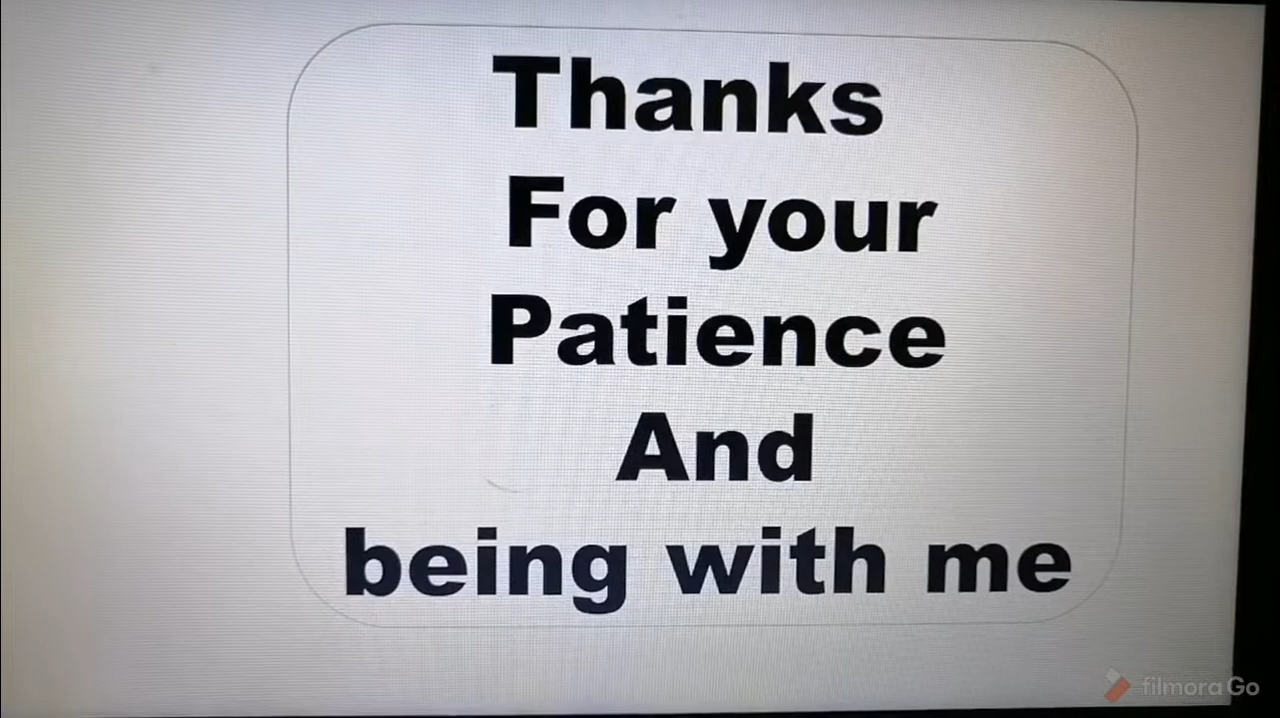 Thanks
For your
Patience
And
being with me
filmora Go